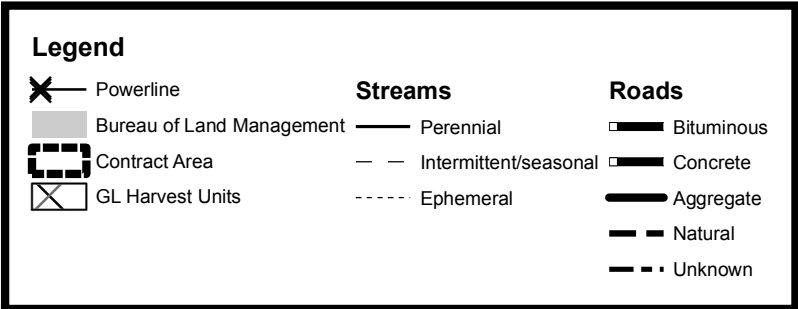 Legend
Powerline
Bureau of Land Management
Contract Area
GL Harvest Units
Streams
Perennial
Intermittent/seasonal
Ephemeral
Roads
Bituminous
Concrete
Aggregate
Natural
Unknown